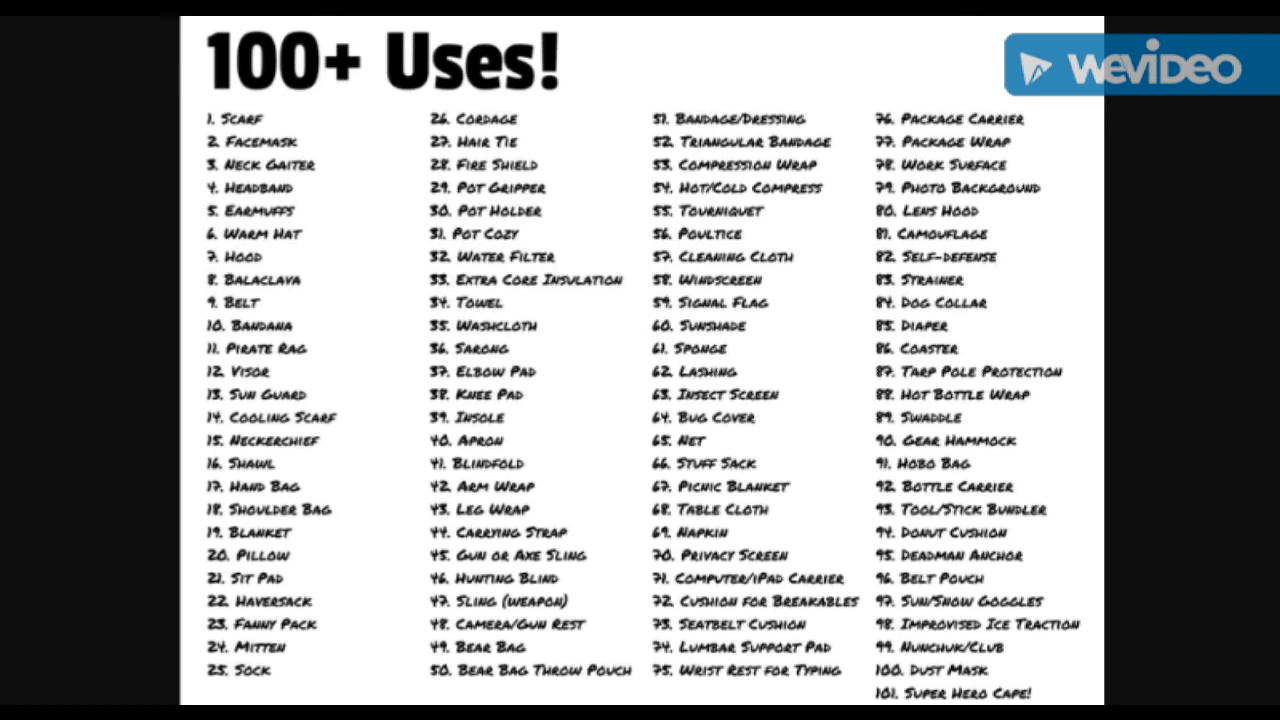 100+ Uses!
WEVIDEO
1. Scarf
2. Facemask
3. Neck Gaiter
4. Headband
5. Earmuffs
6. Warm Hat
7. Hood
8. Balaclava
9. Belt
10. Bandana
11. Pirate Rag
12. Visor
13. Sun Guard
14. Cooling Scarf
15. Neckerchief
16. Shawl
17. Hand Bag
18. Shoulder Bag
19. Blanket
20. Pillow
21. Sit Pad
22. Haversack
23. Fanny Pack
24. Mitten
25. Sock
26. Cordage
27. Hair Tie
28. Fire Shield
29. Pot Gripper
30. Pot Holder
31. Pot Cozy
32. Water Filter
33. Extra Core Insulation
34. Towel
35. Washcloth
36. Sarong
37. Elbow Pad
38. Knee Pad
39. Insole
40. Apron
41. Blindfold
42. Arm Wrap
43. Leg Wrap
44. Carrying Strap
45. Gun or Axe Sling
46. Hunting Blind
47. Sling (weapon)
48. Camera/Gun Rest
49. Bear Bag
50. Bear Bag Throw Pouch
51. Bandage/Dressing
52. Triangular Bandage
53. Compression Wrap
54. Hot/Cold Compress
55. Tourniquet
56. Poultice
57. Cleaning Cloth
58. Windscreen
59. Signal Flag
60. Sunshade
61. Sponge
62. Lashing
63. Insect Screen
64. Bug Cover
65. Net
66. Stuff Sack
67. Picnic Blanket
68. Table Cloth
69. Napkin
70. Privacy Screen
71. Computer/iPad Carrier
72. Cushion for Breakables
73. Seatbelt Cushion
74. Lumbar Support Pad
75. Wrist Rest for Typing
76. Package Carrier
77. Package Wrap
78. Work Surface
79. Photo Background
80. Lens Hood
81. Camouflage
82. Self-defense
83. Strainer
84. Dog Collar
85. Diaper
86. Coaster
87. Tarp Pole Protection
88. Hot Bottle Wrap
89. Swaddle
90. Gear Hammock
91. Hobo Bag
92. Bottle Carrier
93. Tool/Stick Bundler
94. Donut Cushion
95. Deadman Anchor
96. Belt Pouch
97. Sun/Snow Goggles
98. Improvised Ice Traction
99. Nunchuk/Club
100. Dust Mask
101. Super Hero Cape!